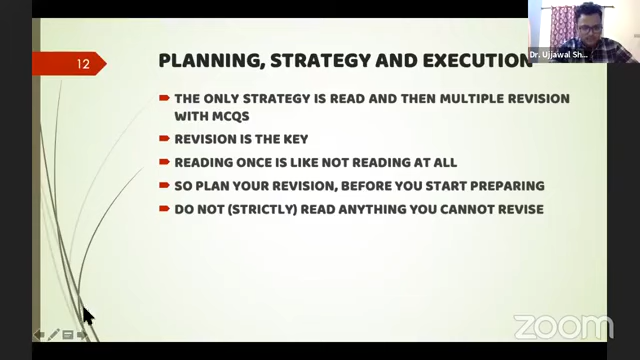 12
PLANNING, STRATEGY AND EXECUTION
Dr. Ujjawal Sh...
THE ONLY STRATEGY IS READ AND THEN MULTIPLE REVISION
WITH MCQS
REVISION IS THE KEY
READING ONCE IS LIKE NOT READING AT ALL
SO PLAN YOUR REVISION, BEFORE YOU START PREPARING
DO NOT (STRICTLY) READ ANYTHING YOU CANNOT REVISE
zoom